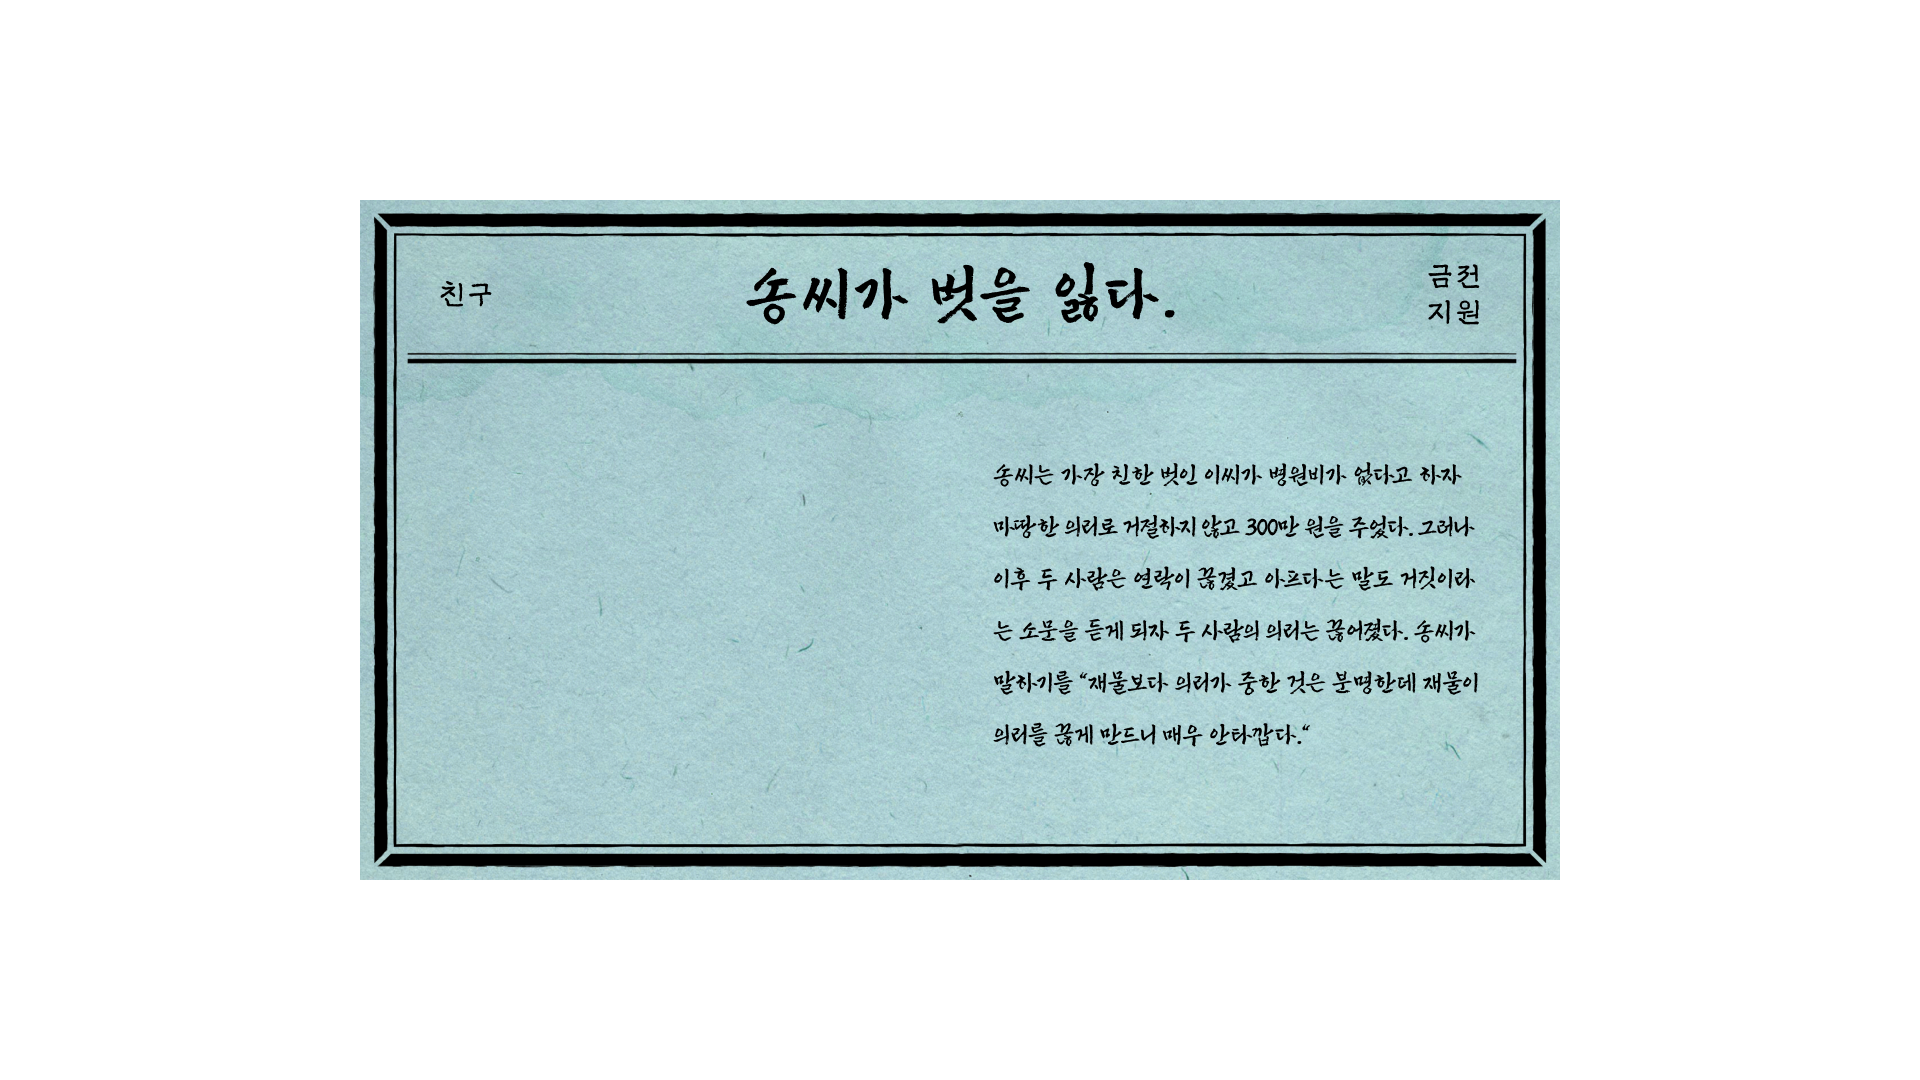 친구
송씨가 벗을 잃다.
금전
지원
송씨는 가장 친한 벗인 이씨가 병원비가 없다고 하자
마땅한 의리로 거절하지 않고 300만 원을 주었다. 그러나
이후 두 사람은 연락이 끊겼고 아프다는 말도 거짓이라
는 소문을 듣게 되자 두 사람의 의리는 끊어졌다. 송씨가
말하기를 “재물보다 의리가 중한 것은 분명한데 재물이
의리를 끊게 만드니 매우 안타깝다.“